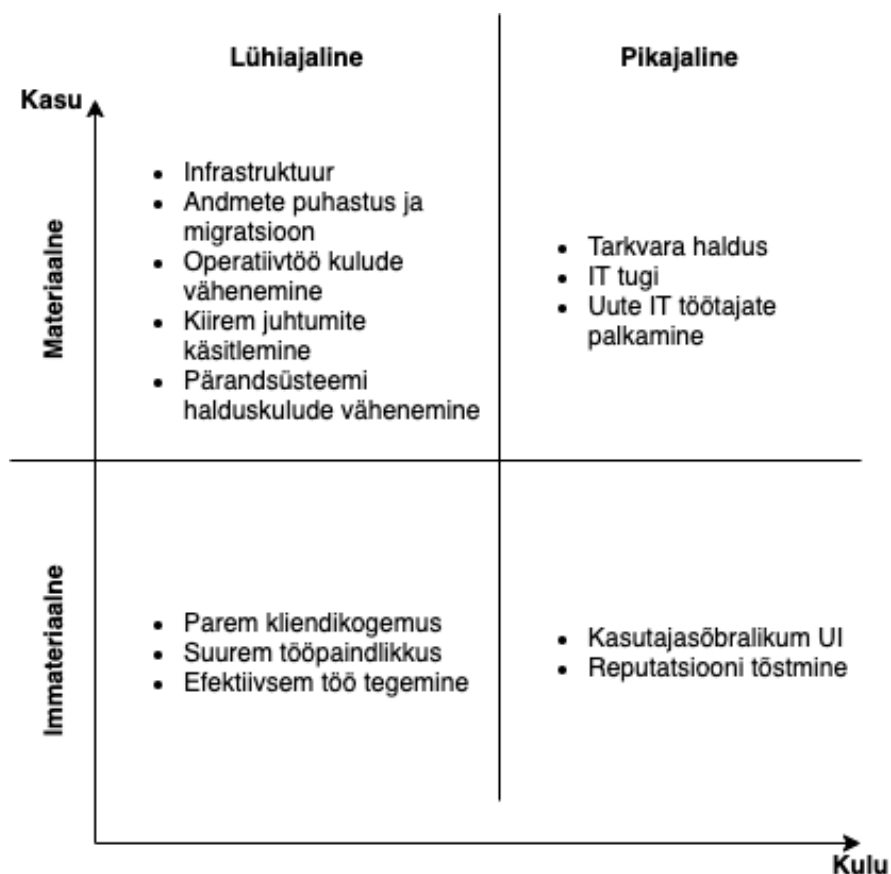 Lühiajaline
Pikajaline
Kasu
Materiaalne
• Infrastruktuur
• Andmete puhastus ja
migratsioon
• Operatiivtöö kulude
vähenemine
• Kiirem juhtumite
käsitlemine
• Pärandsüsteemi
halduskulude vähenemine
• Tarkvara haldus
• IT tugi
• Uute IT töötajate
palkamine
Immateriaalne
• Parem kliendikogemus
• Suurem tööpaindlikkus
• Efektiivsem töö tegemine
• Kasutajasõbralikum UI
• Reputatsiooni tõstmine
Kulu